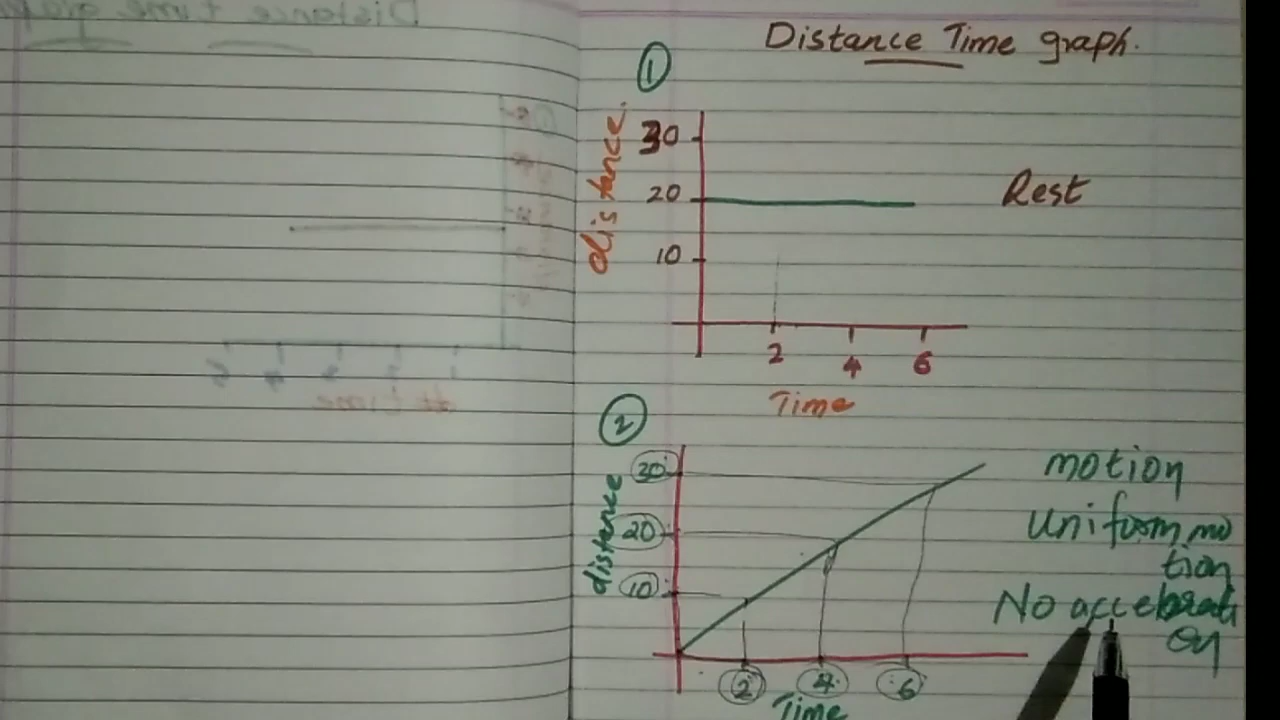 Distance Time graph.
1
distance.
30
20
Rest
10
2 4 6
Time
2
distance
30
motion
20
Uniform mo
tion
10
No accelerati
on
2 4 6
Time